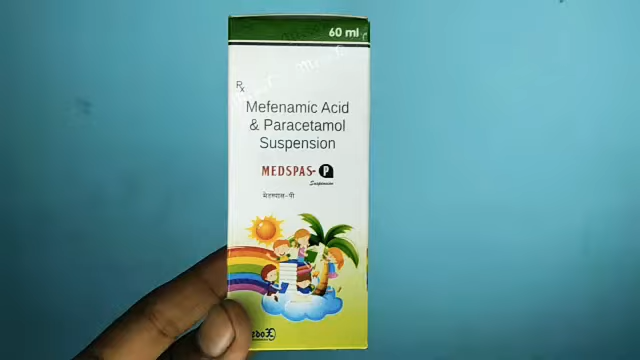 60 ml
Rx
Mefenamic Acid
& Paracetamol
Suspension
MEDSPAS-P
Suspension
मेडस्पास-पी